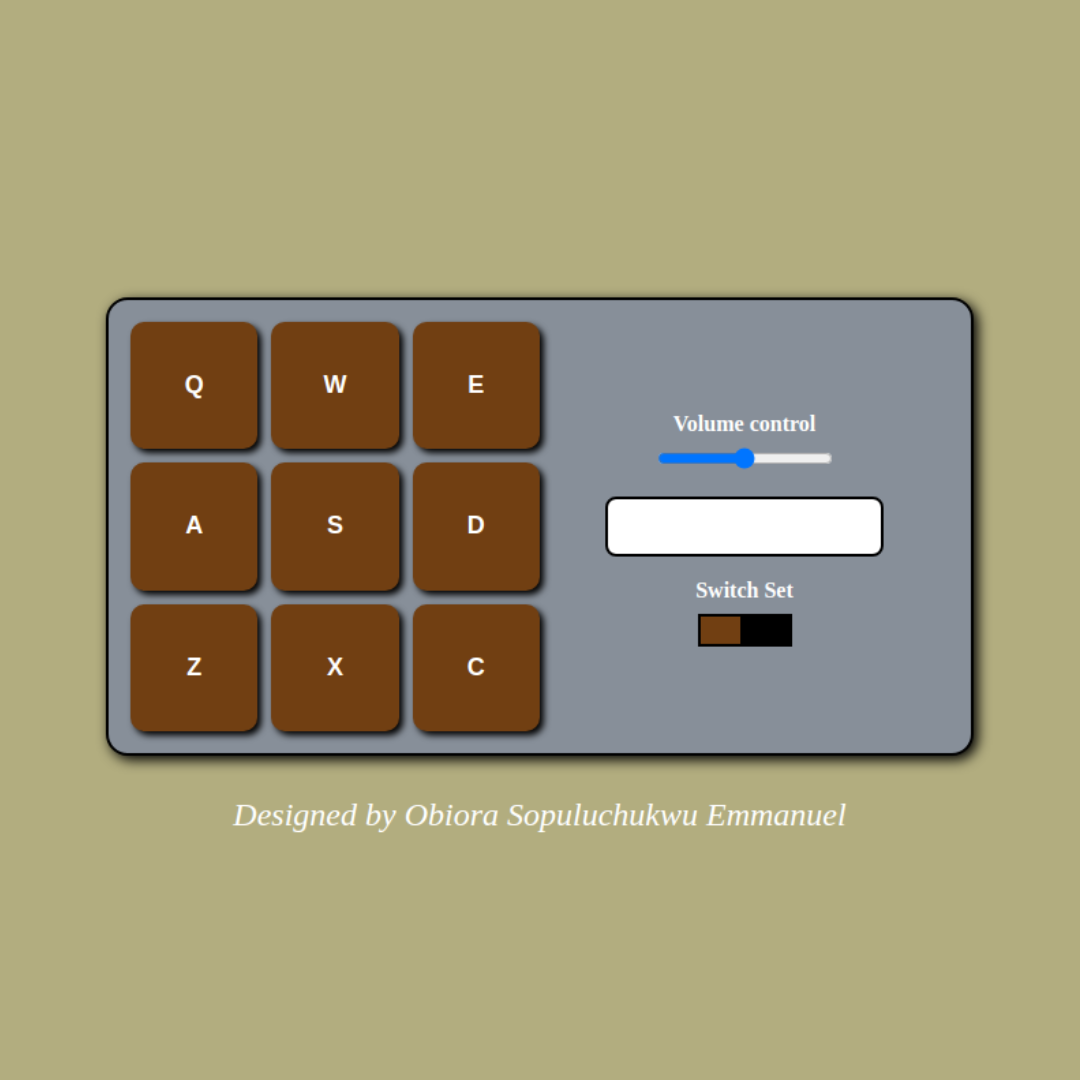 Q W E
A S D
Z X C
Volume control
Switch Set
Designed by Obiora Sopuluchukwu Emmanuel